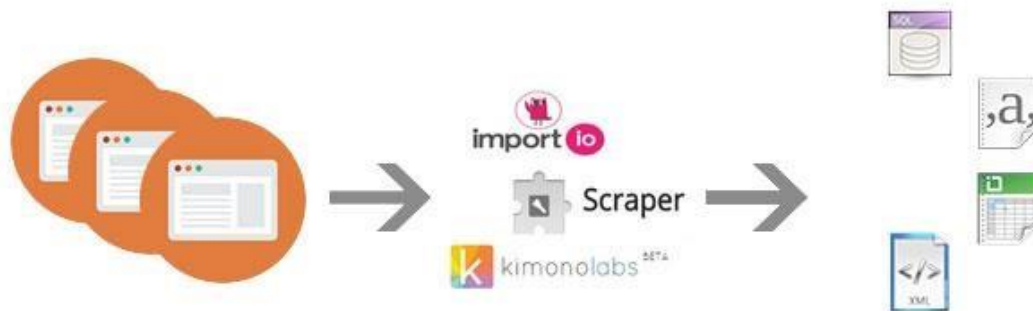 import io
Scraper
kimonolabs BETA
SQL
,a,
</>
XML